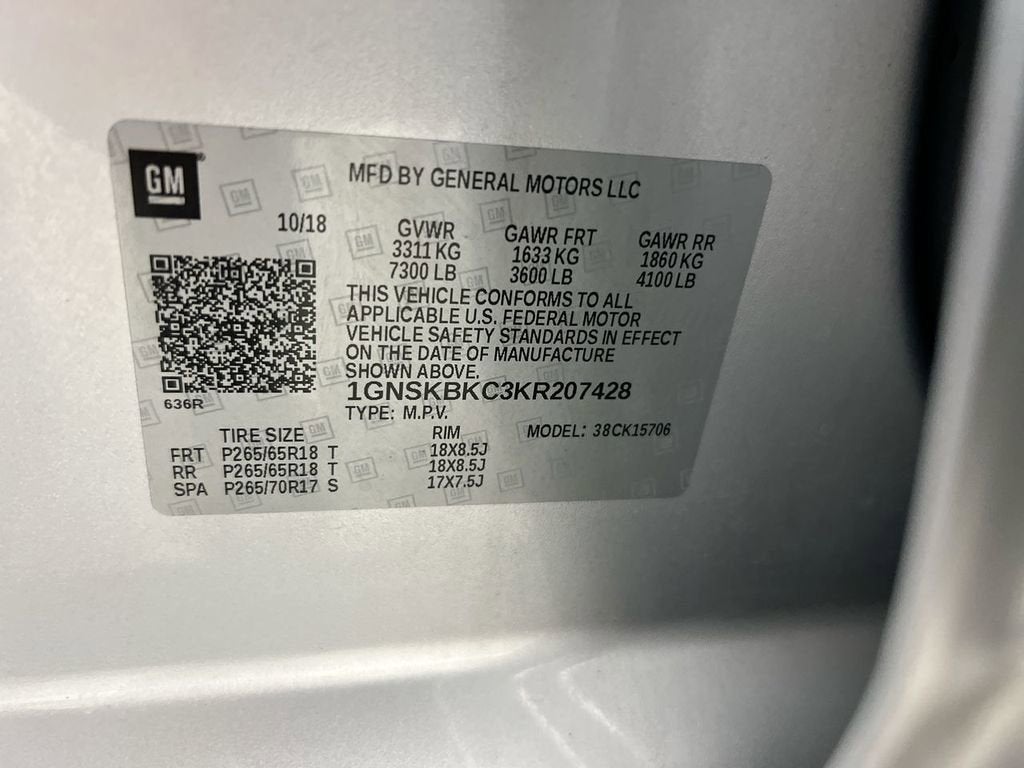 GM
MFD BY GENERAL MOTORS LLC
10/18
GVWR GAWR FRT GAWR RR
3311 KG 1633 KG 1860 KG
7300 LB 3600 LB 4100 LB
THIS VEHICLE CONFORMS TO ALL
APPLICABLE U.S. FEDERAL MOTOR
VEHICLE SAFETY STANDARDS IN EFFECT
ON THE DATE OF MANUFACTURE
SHOWN ABOVE.
1GNSKBKC3KR207428
636R
TYPE: M.P.V.
TIRE SIZE RIM MODEL: 38CK15706
FRT P265/65R18 T 18X8.5J
RR P265/65R18 T 18X8.5J
SPA P265/70R17 S 17X7.5J